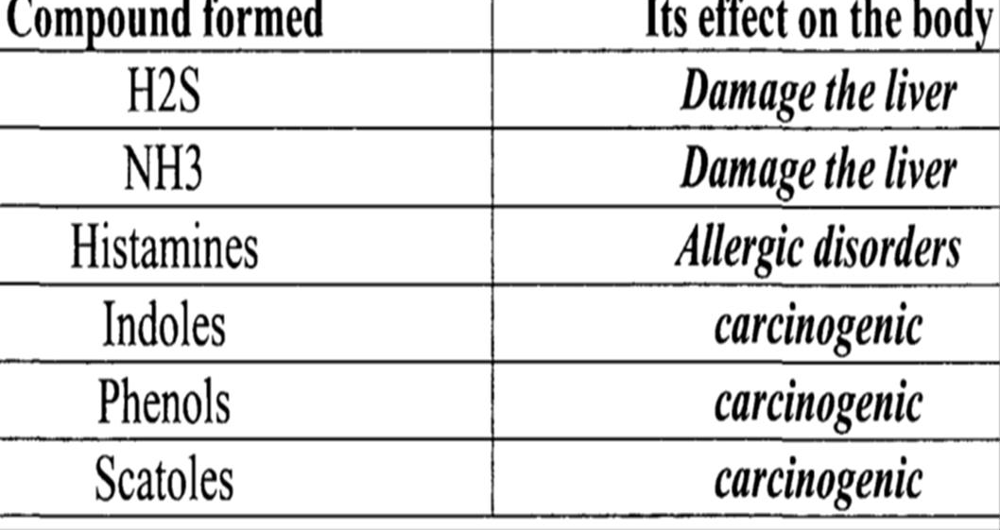 Compound formed Its effect on the body
H2S Damage the liver
NH3 Damage the liver
Histamines Allergic disorders
Indoles carcinogenic
Phenols carcinogenic
Scatoles carcinogenic